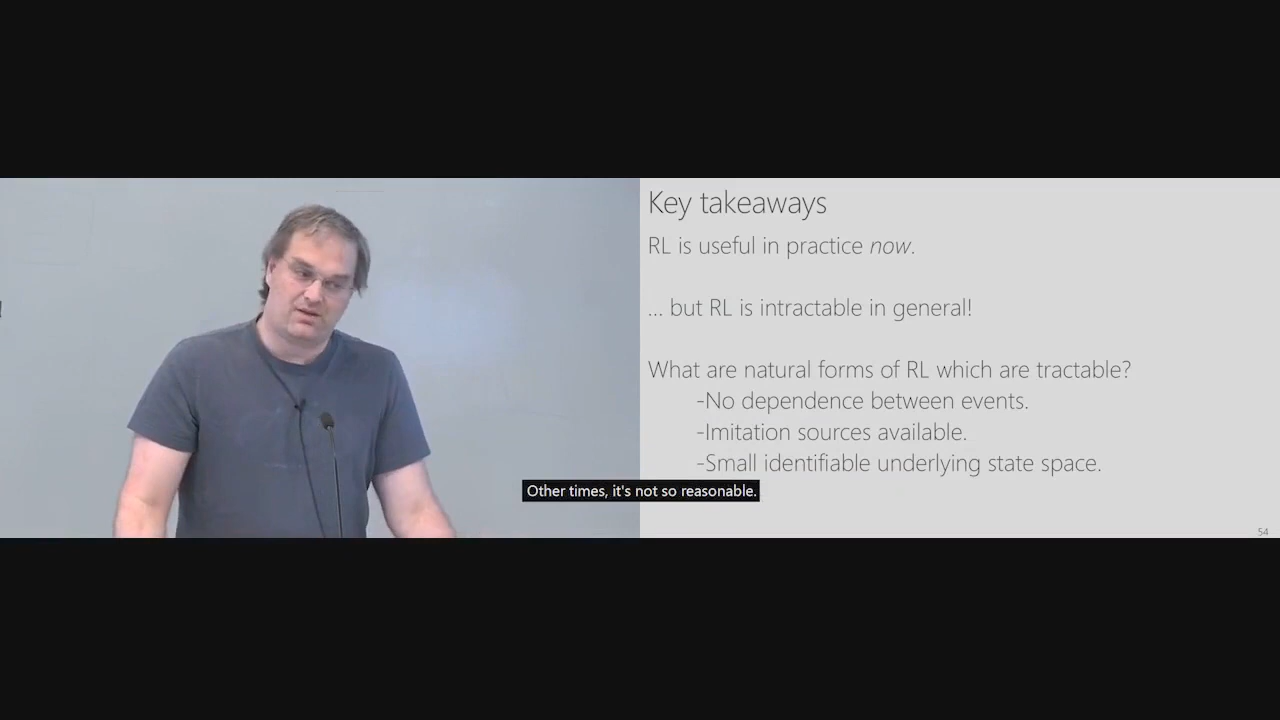 Key takeaways
RL is useful in practice now.
... but RL is intractable in general!
What are natural forms of RL which are tractable?
-No dependence between events.
-Imitation sources available.
-Small identifiable underlying state space.
Other times, it's not so reasonable.
54